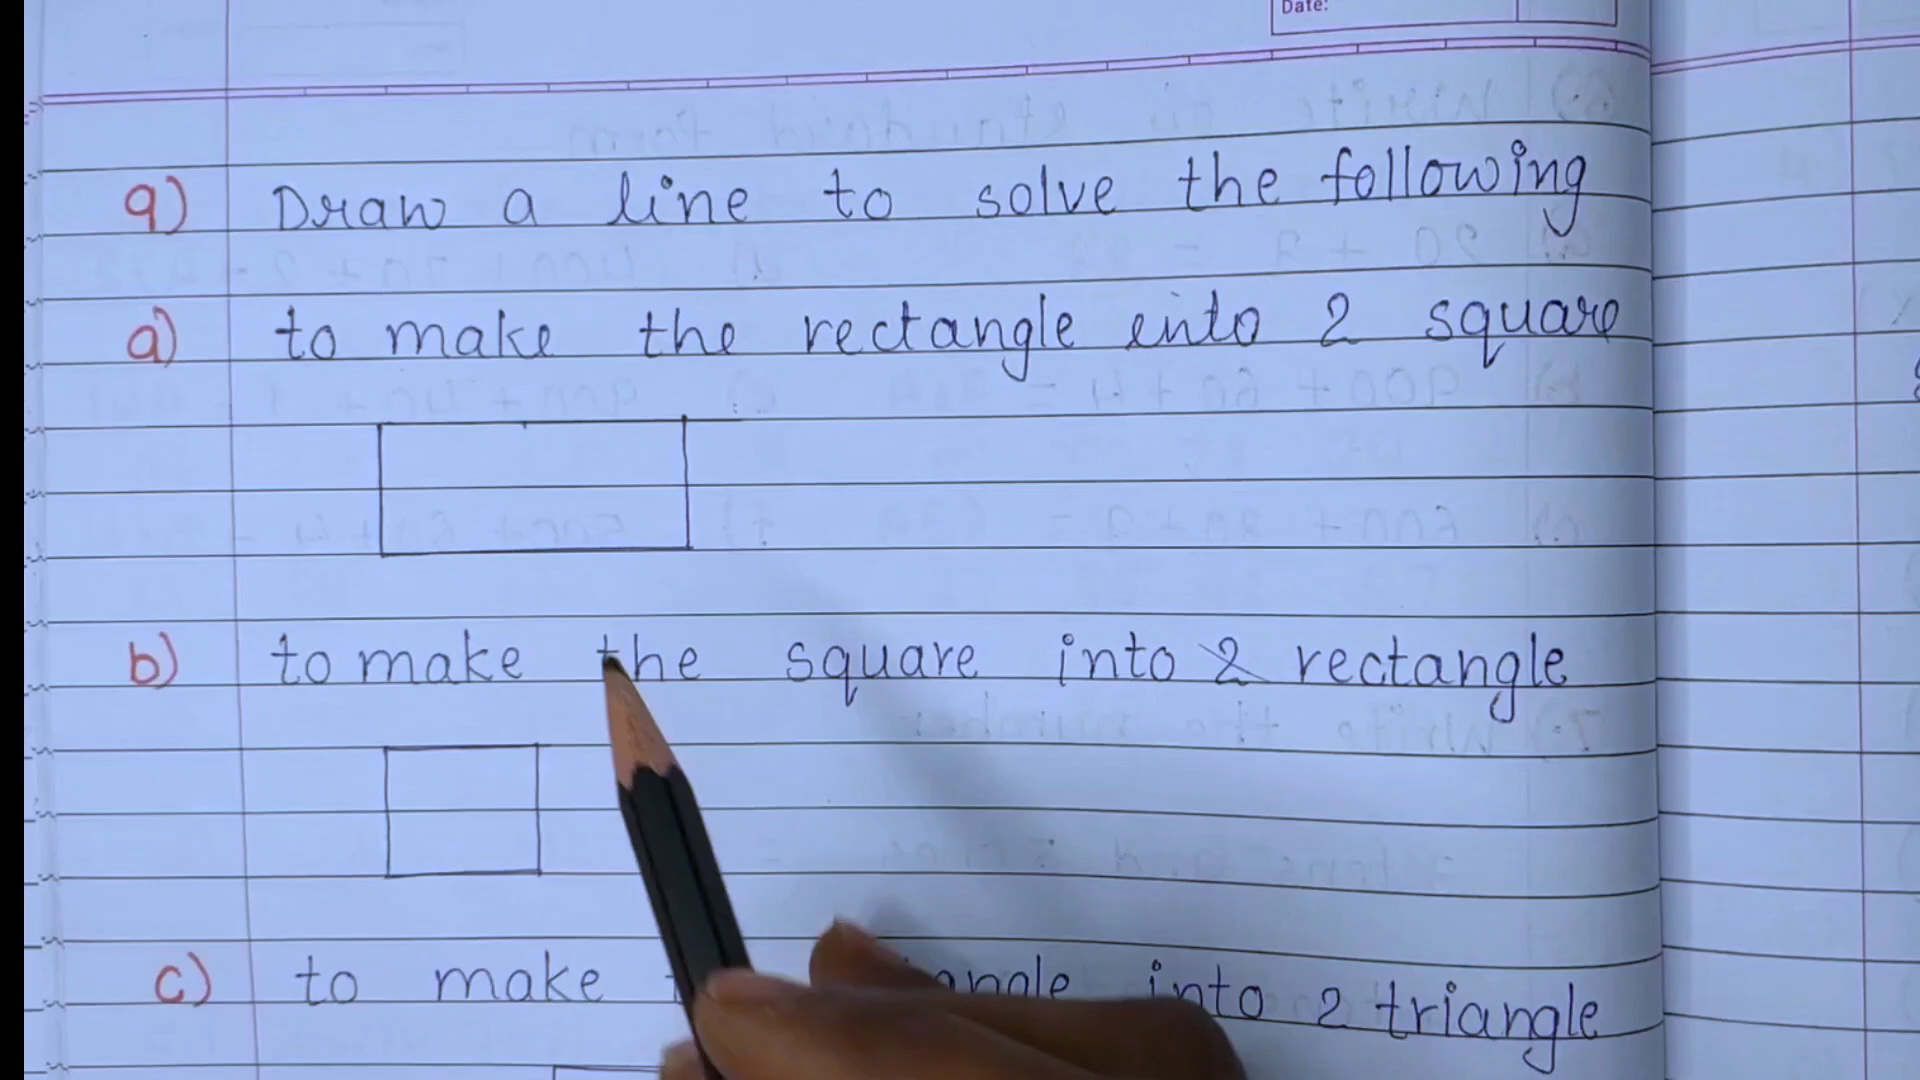 Date:
9) Draw a line to solve the following
a) to make the rectangle into 2 square
b) to make the square into 2 rectangle
c) to make into 2 triangle